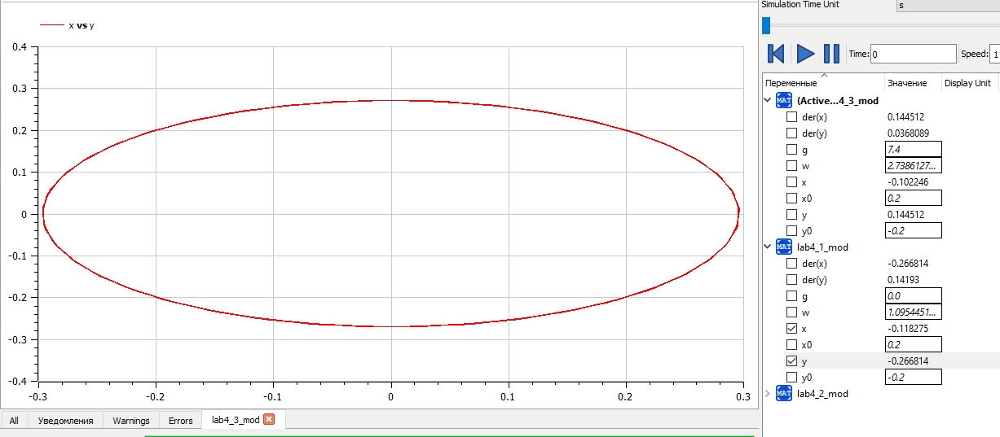 Simulation Time Unit s
x vs y
Time: 0 Speed: 1
0.4
0.3
0.2
0.1
0
-0.1
-0.2
-0.3
-0.4
-0.3 -0.2 -0.1 0 0.1 0.2 0.3
Переменные Значение Display Unit
MAT (Active...4_3_mod
der(x) 0.144512
der(y) 0.0368089
g 7.4
w 2.7386127...
x -0.102246
x0 0.2
y 0.144512
y0 -0.2
MAT lab4_1_mod
der(x) -0.266814
der(y) 0.14193
g 0.0
w 1.0954451...
x -0.118275
x0 0.2
y -0.266814
y0 -0.2
MAT lab4_2_mod
All Уведомления Warnings Errors lab4_3_mod